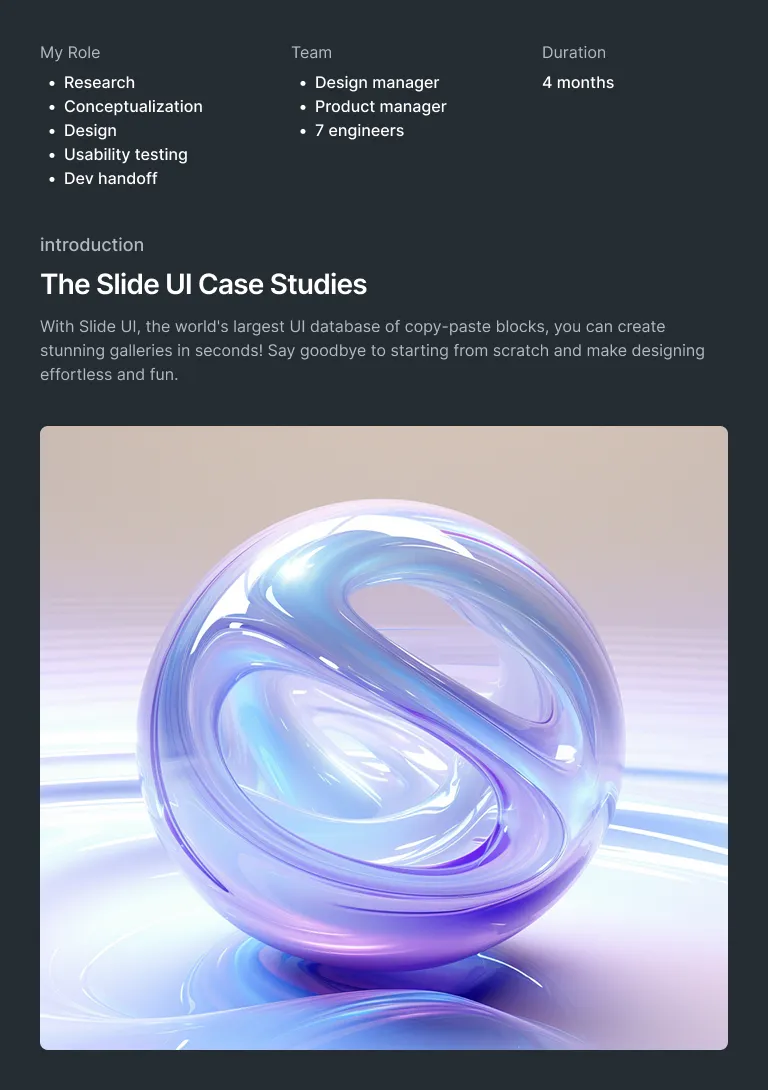 My Role
• Research
• Conceptualization
• Design
• Usability testing
• Dev handoff
Team
• Design manager
• Product manager
• 7 engineers
Duration
4 months
introduction
The Slide UI Case Studies
With Slide UI, the world's largest UI database of copy-paste blocks, you can create
stunning galleries in seconds! Say goodbye to starting from scratch and make designing
effortless and fun.